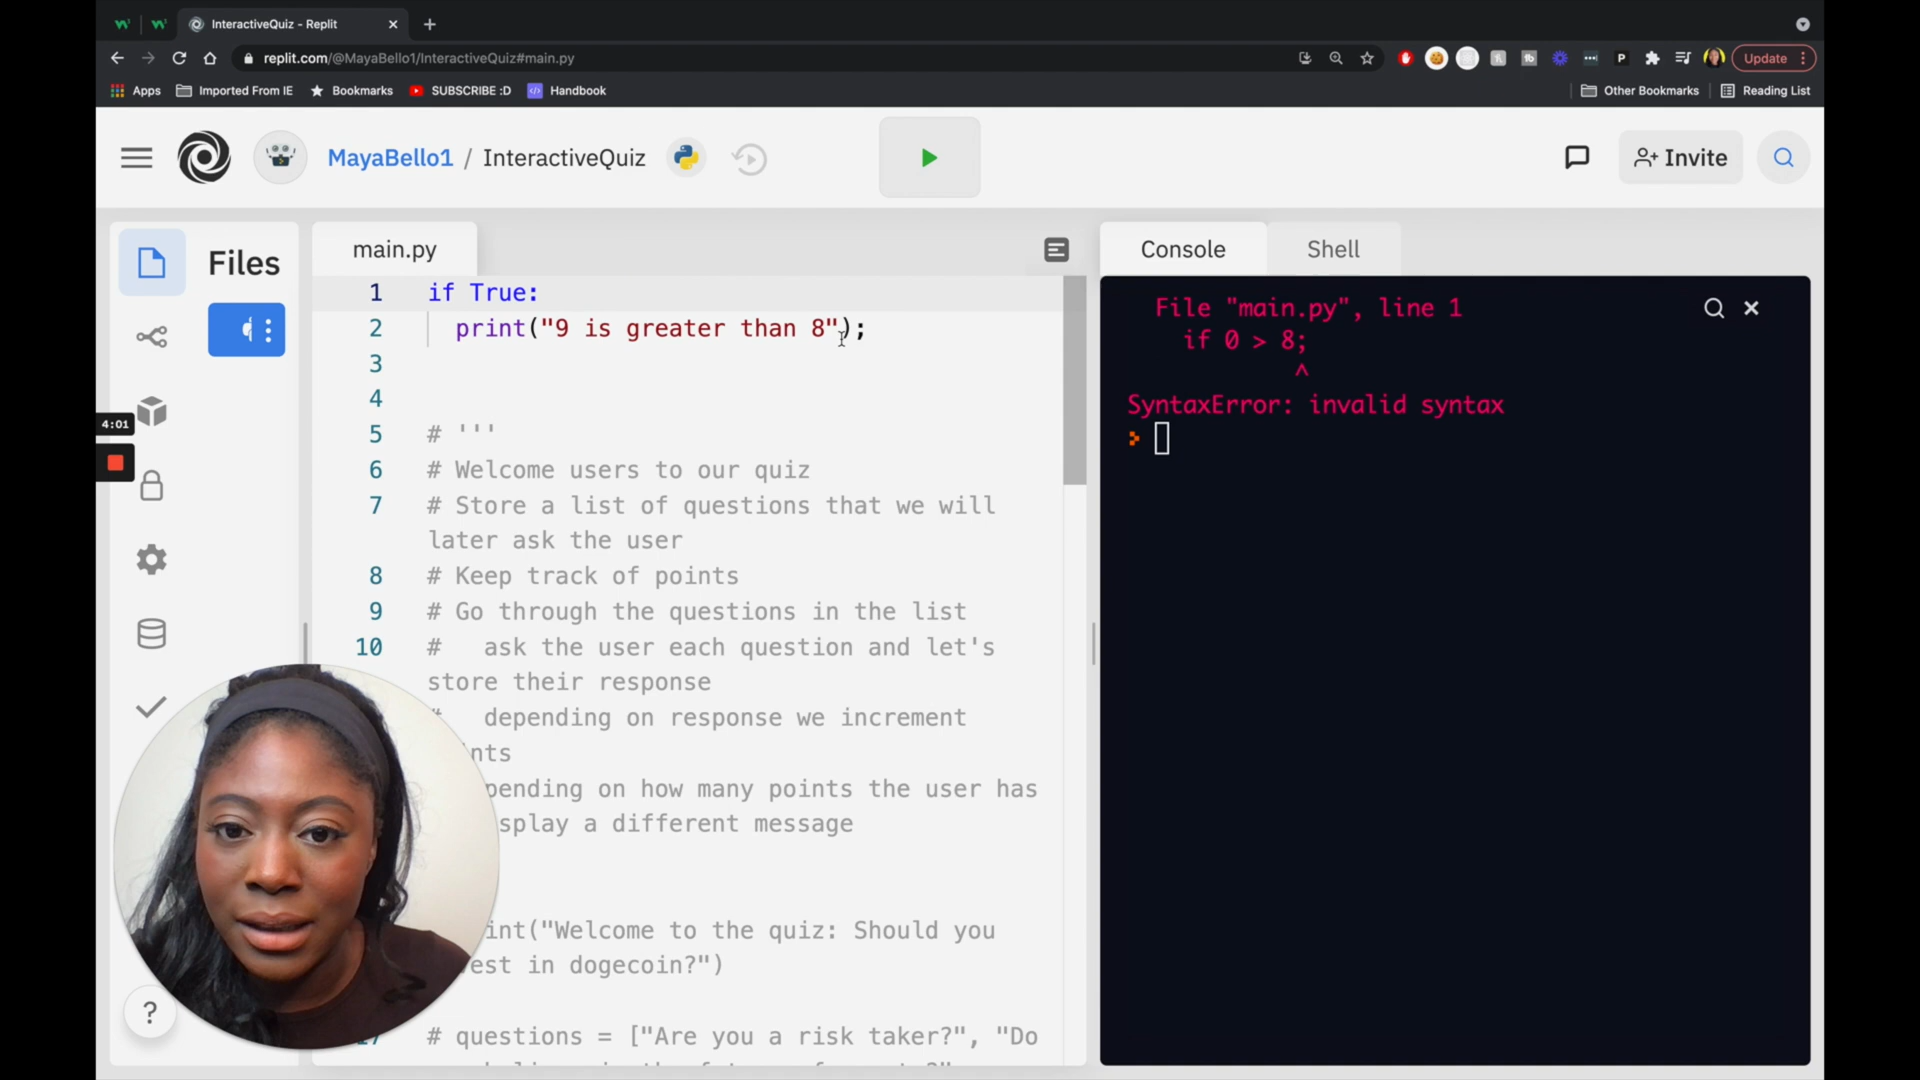 InteractiveQuiz - Replit
replit.com/@MayaBello1/InteractiveQuiz#main.py
Update
Apps
Imported From IE
Bookmarks
SUBSCRIBE :D
Handbook
Other Bookmarks
Reading List
MayaBello1 / InteractiveQuiz
Invite
Files
main.py
Console
Shell
1 if True:
2 print("9 is greater than 8");
3
4
5 # '''
6 # Welcome users to our quiz
7 # Store a list of questions that we will
later ask the user
8 # Keep track of points
9 # Go through the questions in the list
10 # ask the user each question and let's
store their response
depending on response we increment
nts
pending on how many points the user has
splay a different message
int("Welcome to the quiz: Should you
vest in dogecoin?")
17 # questions = ["Are you a risk taker?", "Do
File "main.py", line 1
if 0 > 8;
^
SyntaxError: invalid syntax
4:01
?